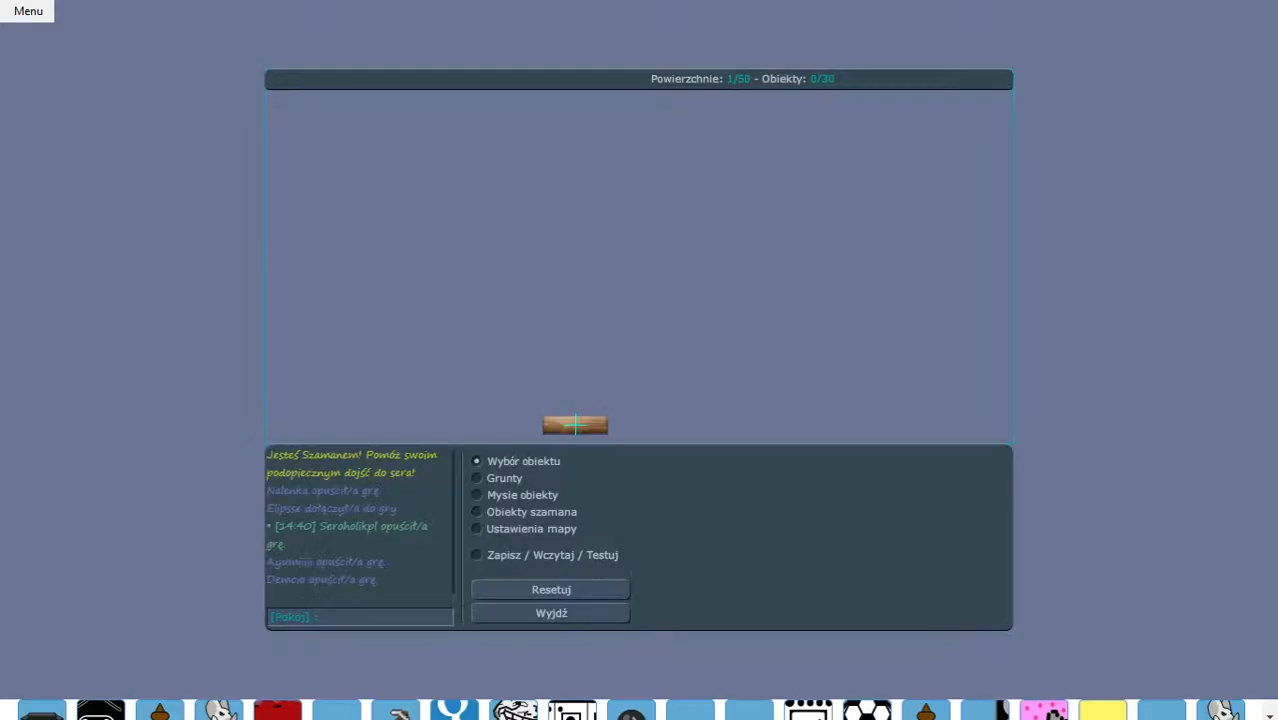 Menu
Powierzchnie: 1/50 - Obiekty: 0/30
Jesteś Szamanem! Pomóż swoim
podopiecznym dojść do sera!
Nalenka opuścił/a grę.
Elipsse dołączył/a do gry
• [14:40] Seroholikpl opuścił/a
grę.
Ayumiiii opuścił/a grę.
Demcio opuścił/a grę.
[Pokój] :
Wybór obiektu
Grunty
Mysie obiekty
Obiekty szamana
Ustawienia mapy
Zapisz / Wczytaj / Testuj
Resetuj
Wyjdź